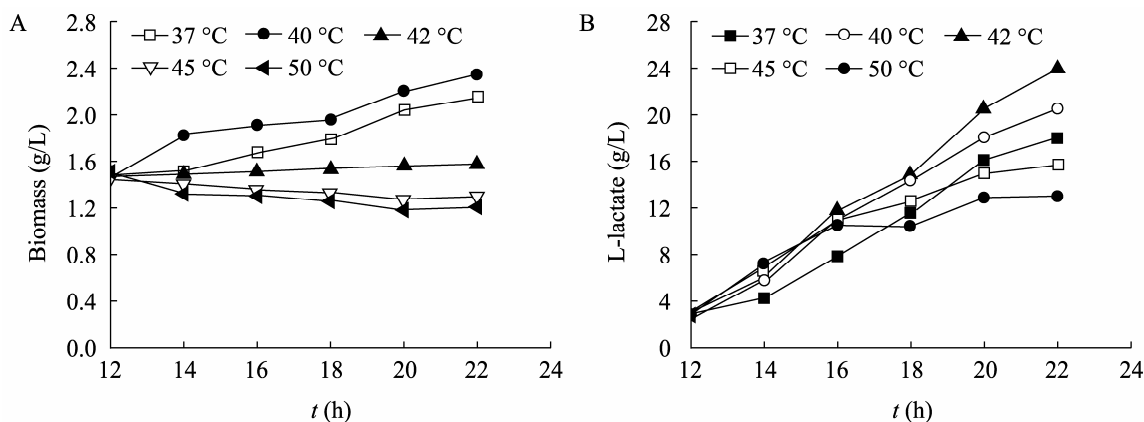 A
2.8
2.4
2.0
1.6
1.2
0.8
0.4
0.0
Biomass (g/L)
37 °C 40 °C 42 °C
45 °C 50 °C
12 14 16 18 20 22 24
t (h)
B
28
24
20
16
12
8
4
0
L-lactate (g/L)
37 °C 40 °C 42 °C
45 °C 50 °C
12 14 16 18 20 22 24
t (h)